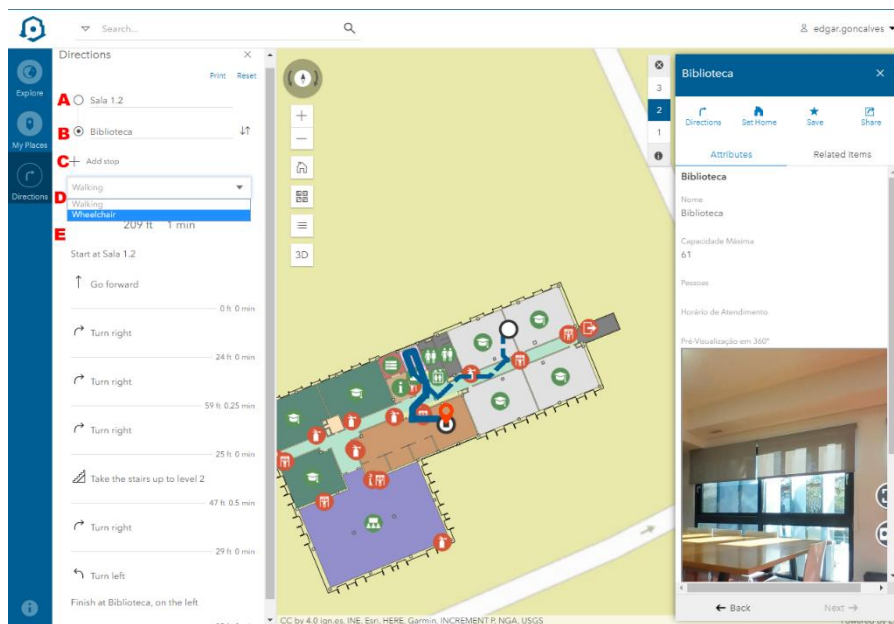 Search...
edgar.goncalves
Explore
My Places
Directions
Directions
Print Reset
A Sala 1.2
B Biblioteca
C Add stop
D Walking
Walking
Wheelchair
E 209 ft 1 min
Start at Sala 1.2
Go forward
0 ft 0 min
Turn right
24 ft 0 min
Turn right
59 ft 0.25 min
Turn right
25 ft 0 min
Take the stairs up to level 2
47 ft 0.5 min
Turn right
29 ft 0 min
Turn left
Finish at Biblioteca, on the left
3D
3
2
1
CC by 4.0 ign.es, INE, Esri, HERE, Garmin, INCREMENT P, NGA, USGS
Biblioteca
Directions Set Home Save Share
Attributes Related Items
Biblioteca
Nome
Biblioteca
Capacidade Máxima
61
Pessoas
Horário de Atendimento
Pré-Visualização em 360°
Back Next